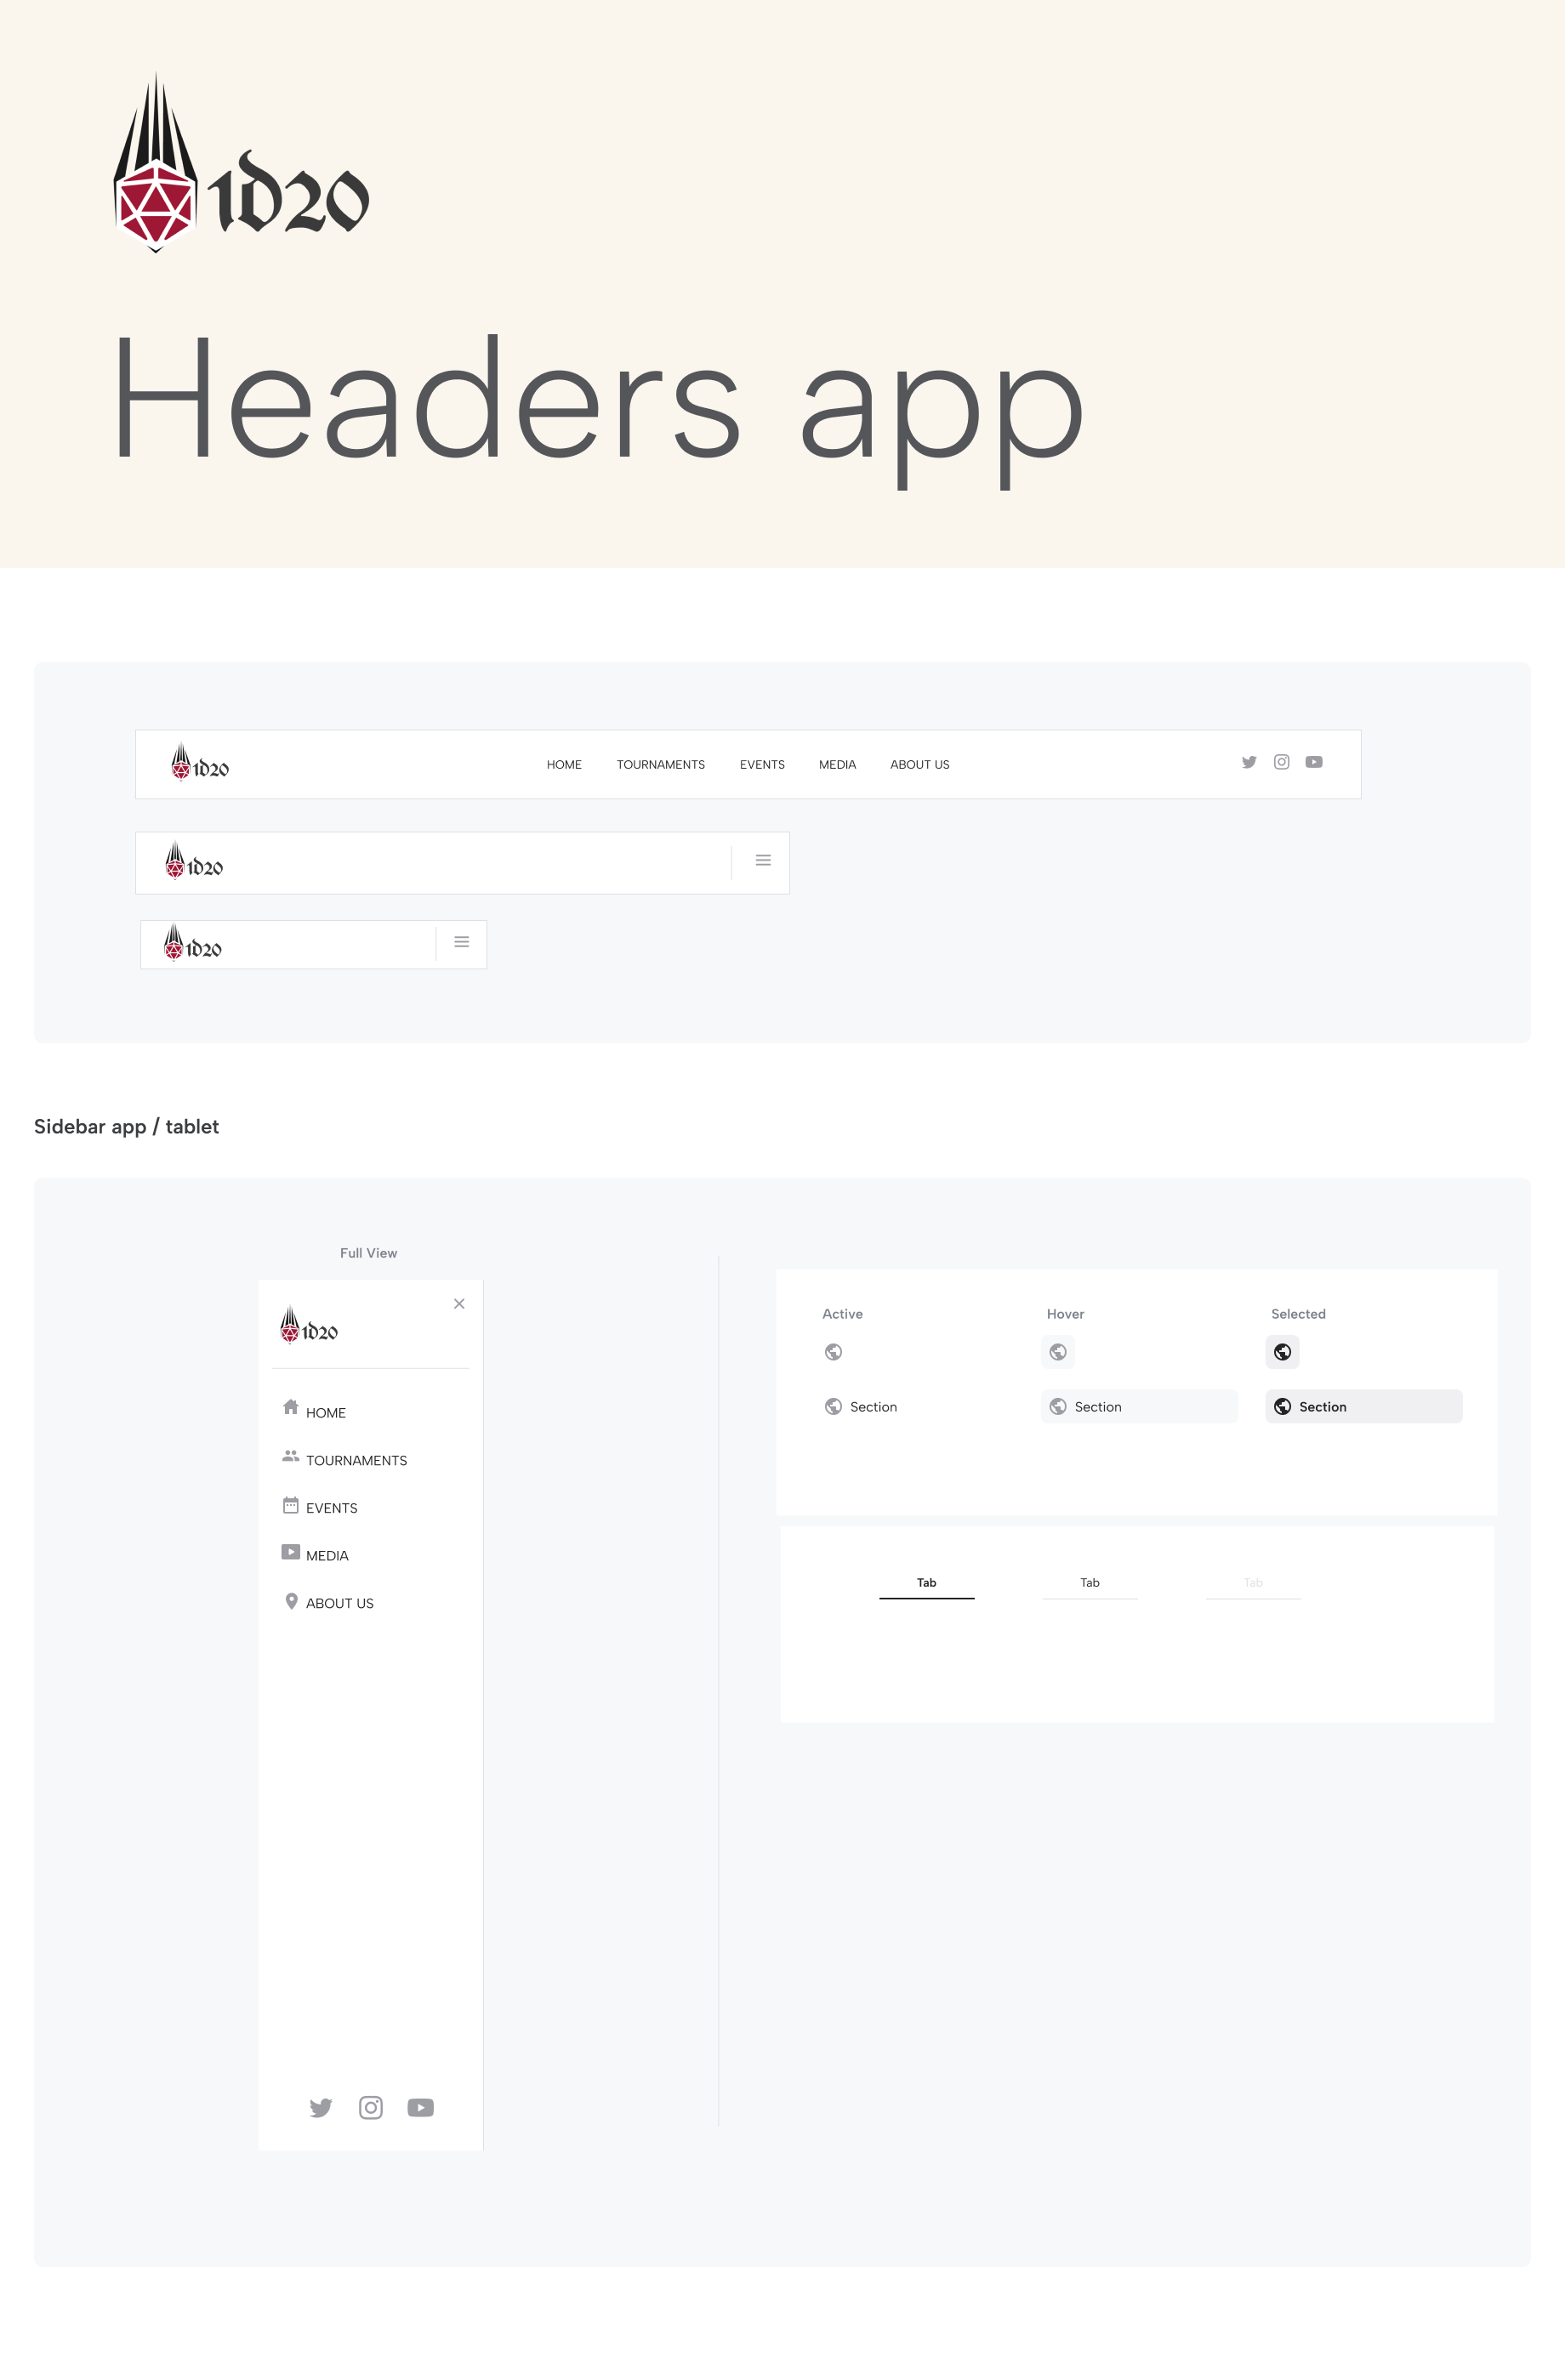 1d20
Headers app
1d20
HOME TOURNAMENTS EVENTS MEDIA ABOUT US
1d20
1d20
Sidebar app / tablet
Full View
1d20
HOME
TOURNAMENTS
EVENTS
MEDIA
ABOUT US
Active Hover Selected
Section Section Section
Tab Tab Tab